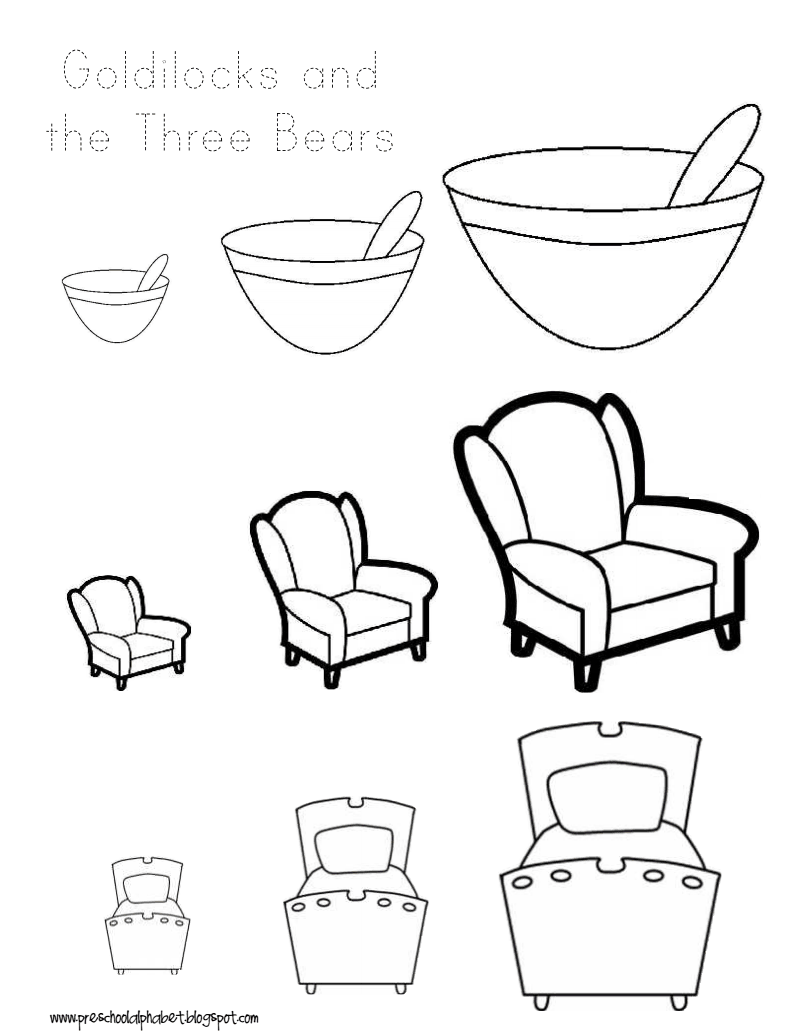 Goldilocks and
the Three Bears
www.preschoolalphabet.blogspot.com